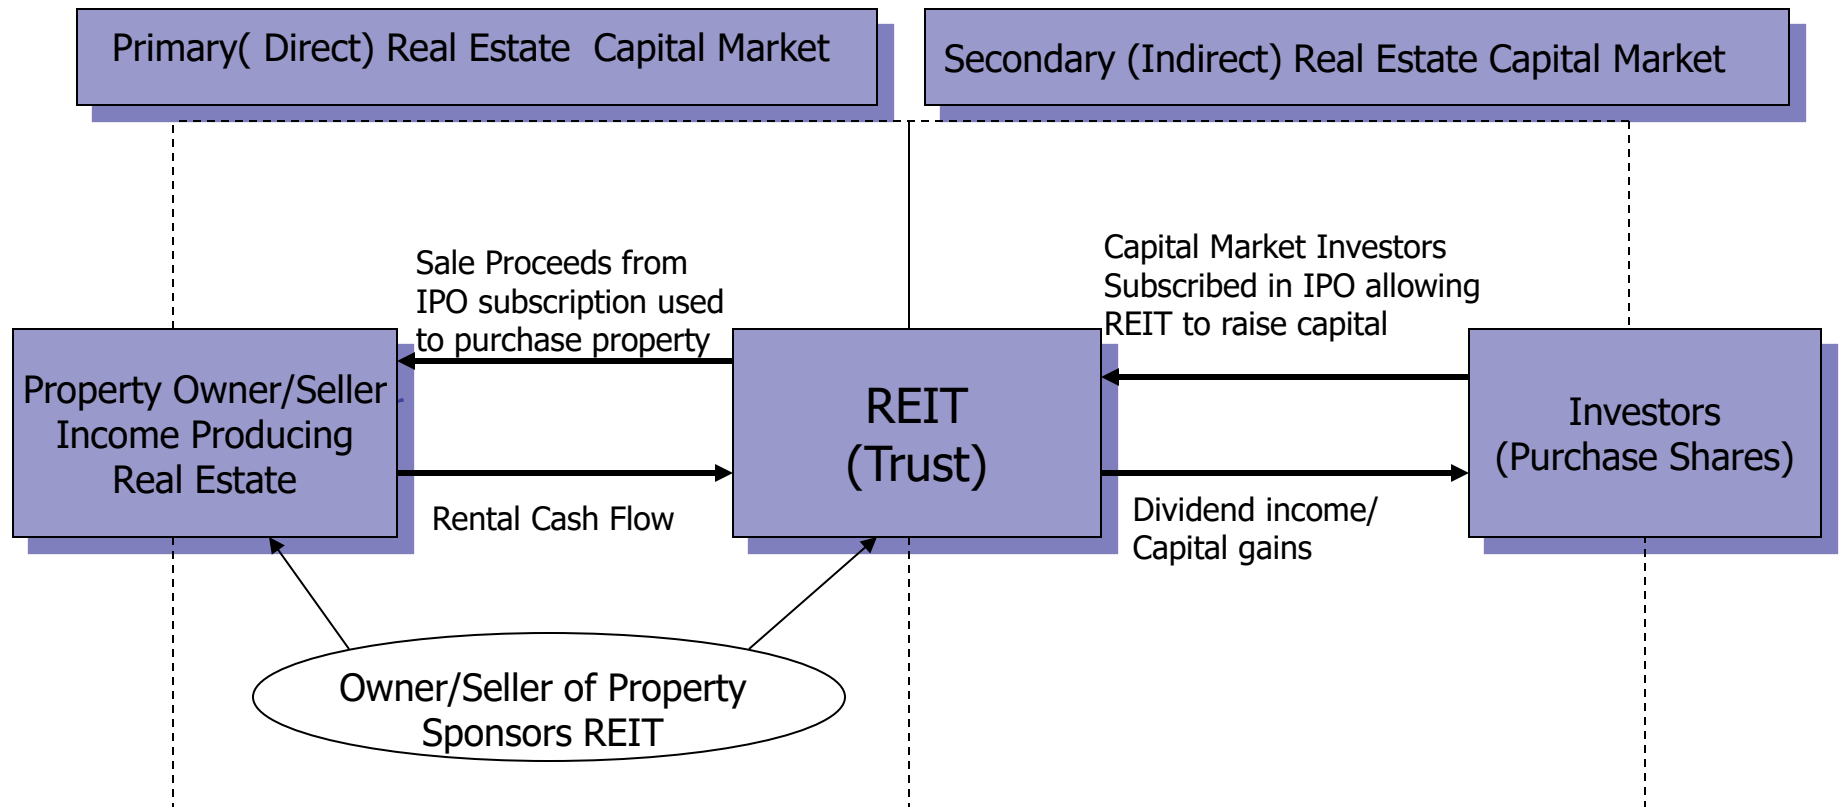 Primary( Direct) Real Estate  Capital Market
Secondary (Indirect) Real Estate Capital Market
Sale Proceeds from
IPO subscription used
to purchase property
Capital Market Investors
Subscribed in IPO allowing
REIT to raise capital
Property Owner/Seller
Income Producing
Real Estate
REIT
(Trust)
Investors
(Purchase Shares)
Rental Cash Flow
Dividend income/
Capital gains
Owner/Seller of Property
Sponsors REIT